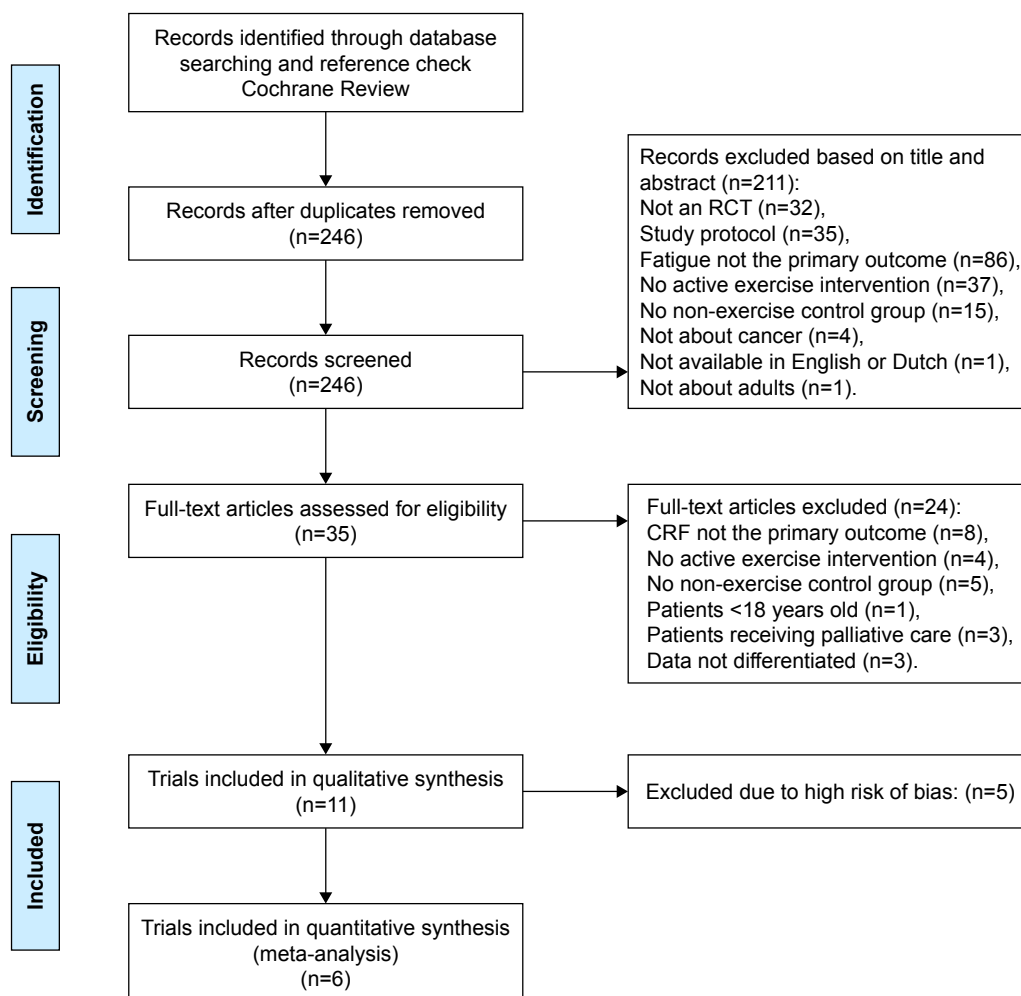 Records identified through database
searching and reference check
Cochrane Review
Identification
Records after duplicates removed
(n=246)
Records excluded based on title and
abstract (n=211):
Not an RCT (n=32),
Study protocol (n=35),
Fatigue not the primary outcome (n=86),
No active exercise intervention (n=37),
No non-exercise control group (n=15),
Not about cancer (n=4),
Not available in English or Dutch (n=1),
Not about adults (n=1).
Screening
Records screened
(n=246)
Full-text articles assessed for eligibility
(n=35)
Full-text articles excluded (n=24):
CRF not the primary outcome (n=8),
No active exercise intervention (n=4),
No non-exercise control group (n=5),
Patients <18 years old (n=1),
Patients receiving palliative care (n=3),
Data not differentiated (n=3).
Eligibility
Trials included in qualitative synthesis
(n=11)
Excluded due to high risk of bias: (n=5)
Included
Trials included in quantitative synthesis
(meta-analysis)
(n=6)